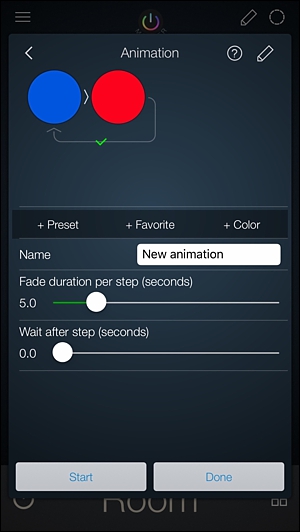 Animation
+ Preset + Favorite + Color
Name New animation
Fade duration per step (seconds)
5.0
Wait after step (seconds)
0.0
Start Done
Room